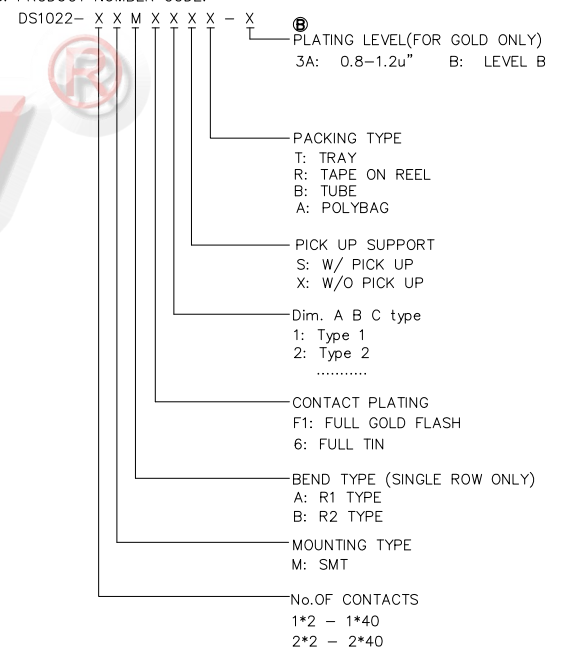 DS1022- X X M X X X X - X
B
PLATING LEVEL(FOR GOLD ONLY)
3A: 0.8-1.2u" B: LEVEL B
R
PACKING TYPE
T: TRAY
R: TAPE ON REEL
B: TUBE
A: POLYBAG
PICK UP SUPPORT
S: W/ PICK UP
X: W/O PICK UP
Dim. A B C type
1: Type 1
2: Type 2
...........
CONTACT PLATING
F1: FULL GOLD FLASH
6: FULL TIN
BEND TYPE (SINGLE ROW ONLY)
A: R1 TYPE
B: R2 TYPE
MOUNTING TYPE
M: SMT
No.OF CONTACTS
1*2 - 1*40
2*2 - 2*40